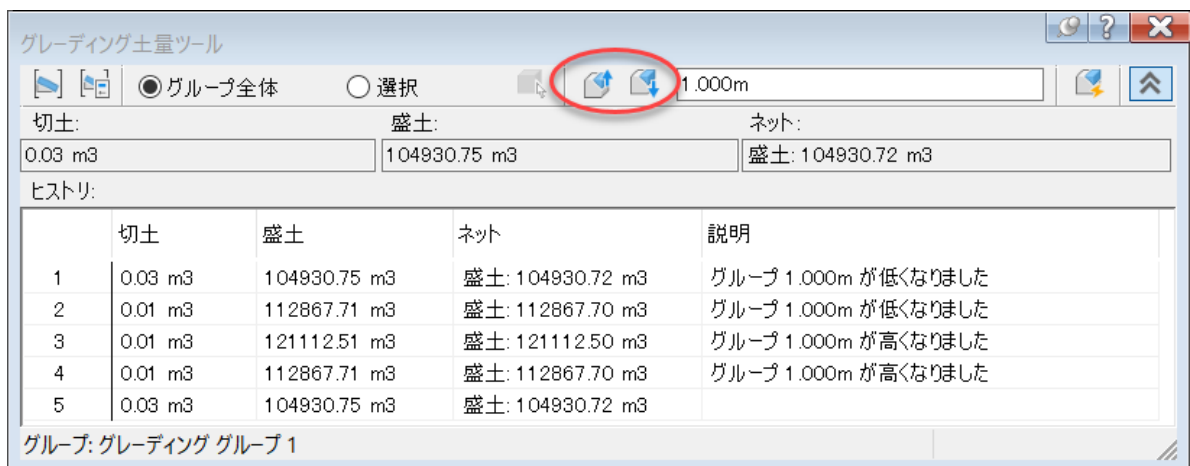 グレーディング土量ツール
グループ全体 選択 1.000m
切土: 盛土: ネット:
0.03 m3 104930.75 m3 盛土: 104930.72 m3
ヒストリ:
切土 盛土 ネット 説明
1 0.03 m3 104930.75 m3 盛土: 104930.72 m3 グループ 1.000m が低くなりました
2 0.01 m3 112867.71 m3 盛土: 112867.70 m3 グループ 1.000m が低くなりました
3 0.01 m3 121112.51 m3 盛土: 121112.50 m3 グループ 1.000m が高くなりました
4 0.01 m3 112867.71 m3 盛土: 112867.70 m3 グループ 1.000m が高くなりました
5 0.03 m3 104930.75 m3 盛土: 104930.72 m3
グループ: グレーディング グループ 1